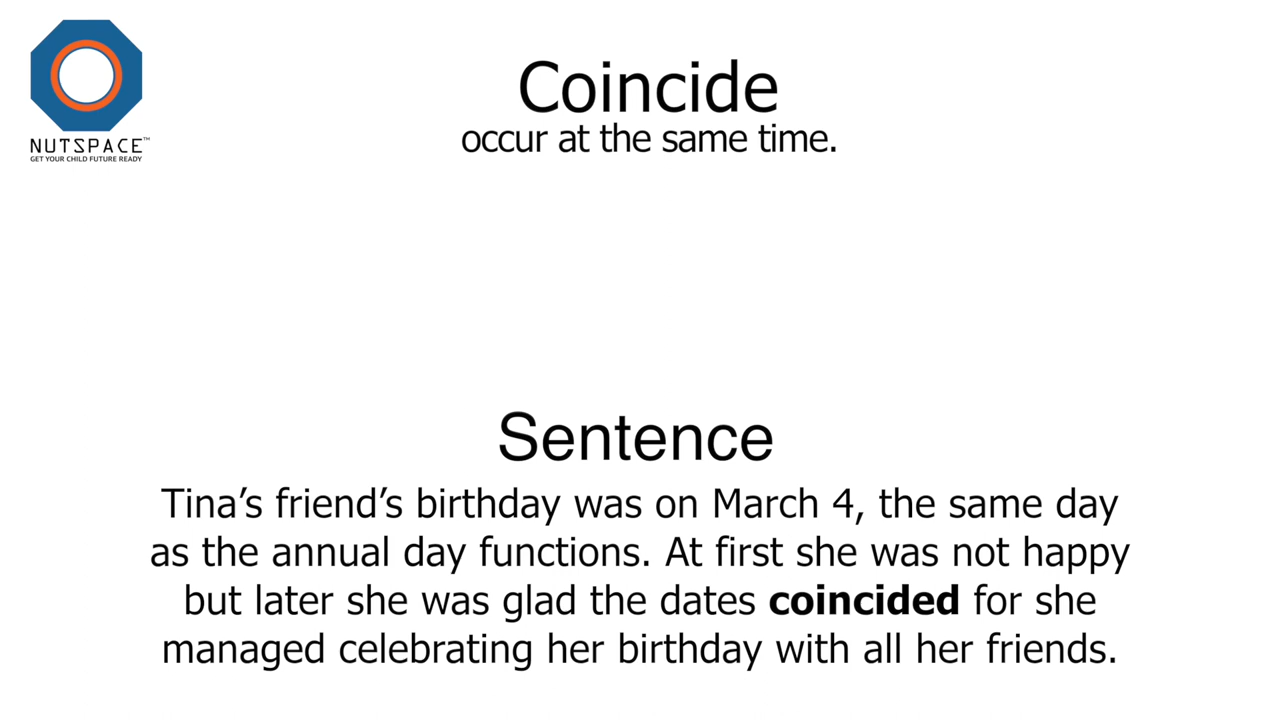 NUTSPACE™
GET YOUR CHILD FUTURE READY
Coincide
occur at the same time.
Sentence
Tina’s friend’s birthday was on March 4, the same day
as the annual day functions. At first she was not happy
but later she was glad the dates coincided for she
managed celebrating her birthday with all her friends.